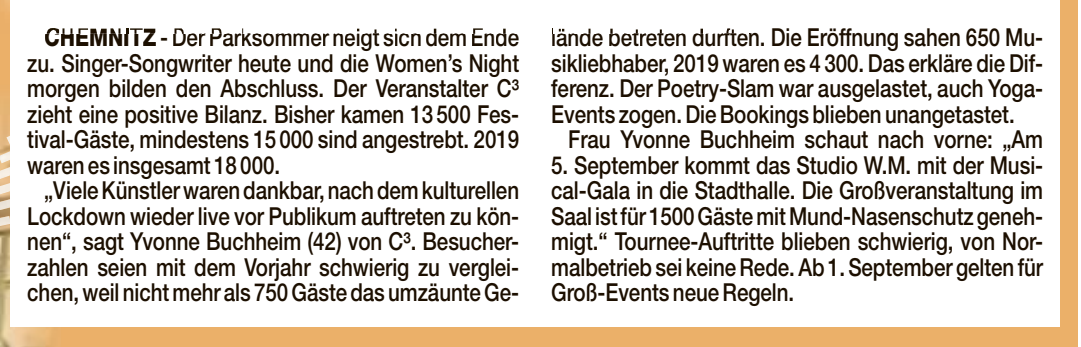 CHEMNITZ - Der Parksommer neigt sich dem Ende
zu. Singer-Songwriter heute und die Women’s Night
morgen bilden den Abschluss. Der Veranstalter C³
zieht eine positive Bilanz. Bisher kamen 13 500 Fes-
tival-Gäste, mindestens 15 000 sind angestrebt. 2019
waren es insgesamt 18 000.
„Viele Künstler waren dankbar, nach dem kulturellen
Lockdown wieder live vor Publikum auftreten zu kön-
nen“, sagt Yvonne Buchheim (42) von C³. Besucher-
zahlen seien mit dem Vorjahr schwierig zu verglei-
chen, weil nicht mehr als 750 Gäste das umzäunte Ge-
lände betreten durften. Die Eröffnung sahen 650 Mu-
sikliebhaber, 2019 waren es 4 300. Das erkläre die Dif-
ferenz. Der Poetry-Slam war ausgelastet, auch Yoga-
Events zogen. Die Bookings blieben unangetastet.
Frau Yvonne Buchheim schaut nach vorne: „Am
5. September kommt das Studio W.M. mit der Musi-
cal-Gala in die Stadthalle. Die Großveranstaltung im
Saal ist für 1500 Gäste mit Mund-Nasenschutz geneh-
migt.“ Tournee-Auftritte blieben schwierig, von Nor-
malbetrieb sei keine Rede. Ab 1. September gelten für
Groß-Events neue Regeln.